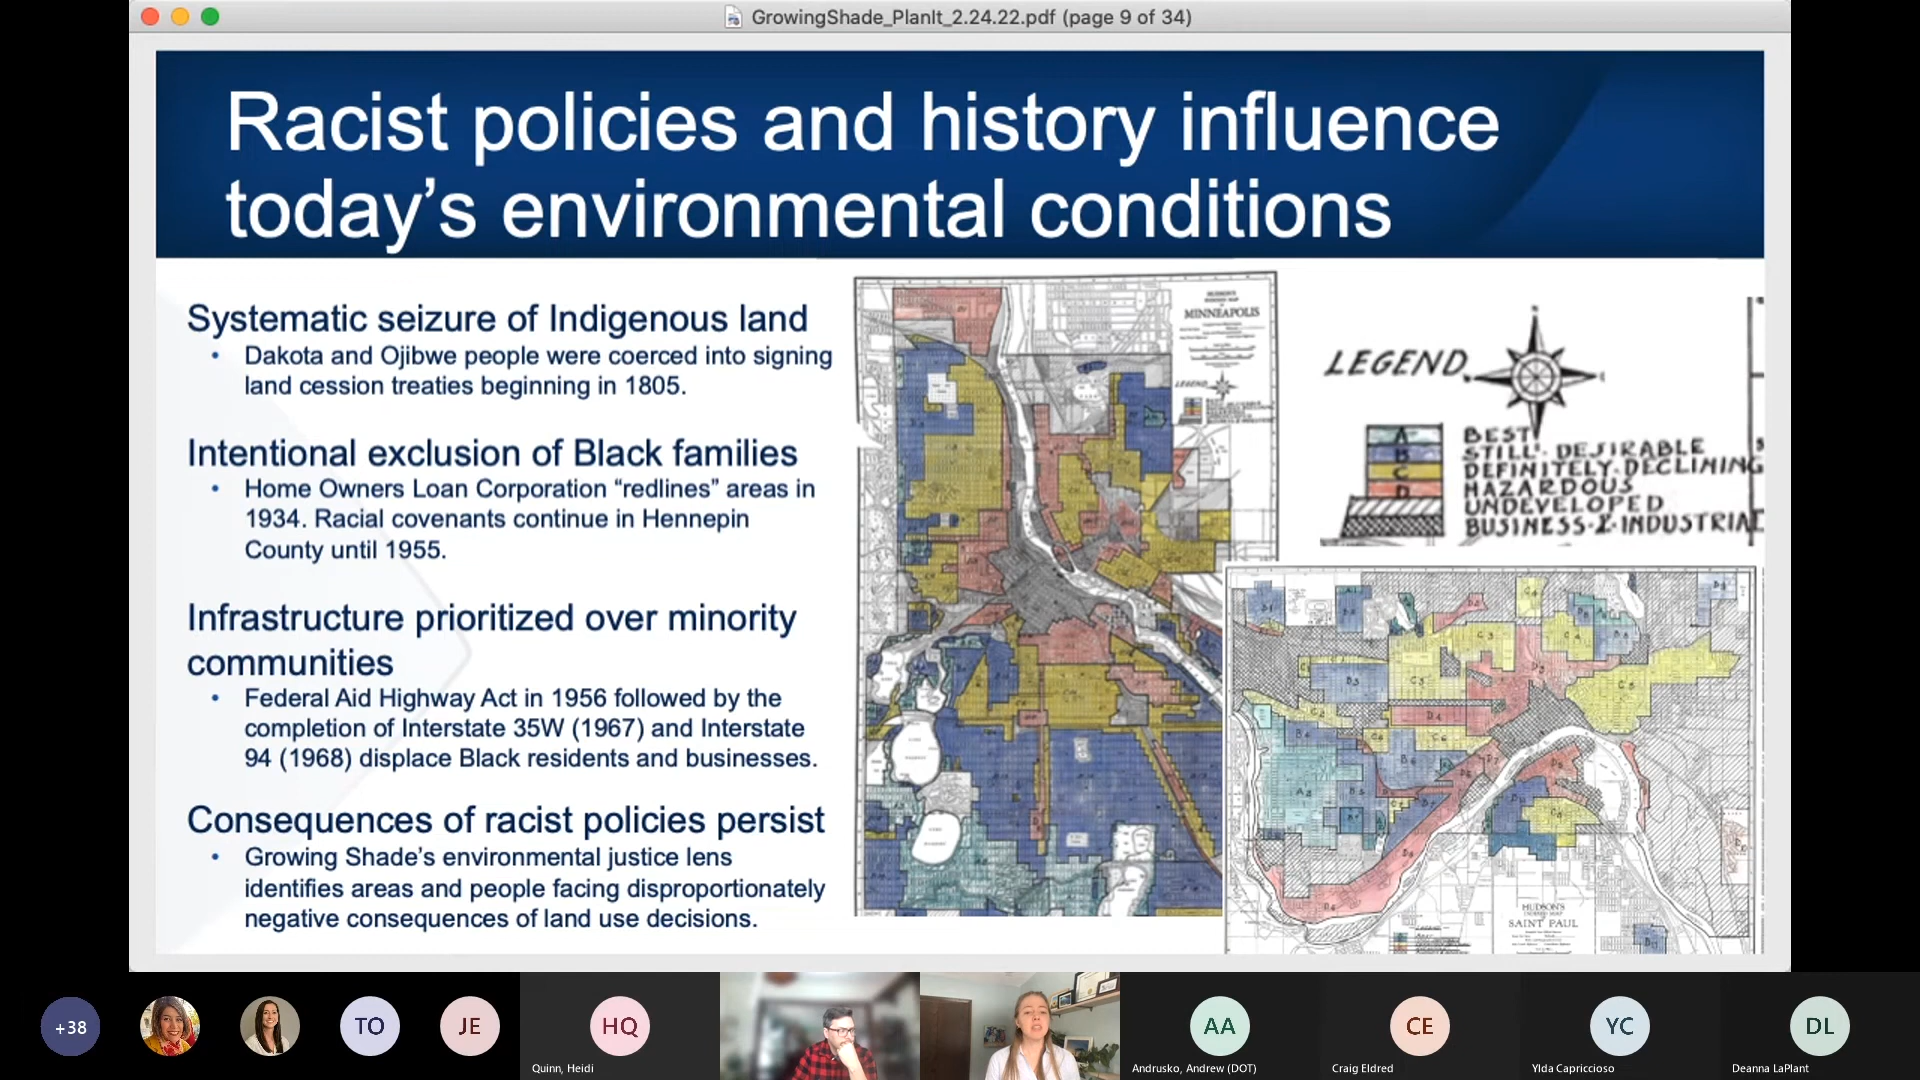 GrowingShade_PlanIt_2.24.22.pdf (page 9 of 34)
Racist policies and history influence
today’s environmental conditions
Systematic seizure of Indigenous land
• Dakota and Ojibwe people were coerced into signing
land cession treaties beginning in 1805.
Intentional exclusion of Black families
• Home Owners Loan Corporation “redlines” areas in
1934. Racial covenants continue in Hennepin
County until 1955.
Infrastructure prioritized over minority
communities
• Federal Aid Highway Act in 1956 followed by the
completion of Interstate 35W (1967) and Interstate
94 (1968) displace Black residents and businesses.
Consequences of racist policies persist
• Growing Shade’s environmental justice lens
identifies areas and people facing disproportionately
negative consequences of land use decisions.
HUDSON'S
MINNEAPOLIS
LEGEND
LEGEND
A BEST
B STILL DESIRABLE
C DEFINITELY DECLINING
D HAZARDOUS
UNDEVELOPED
BUSINESS & INDUSTRIAL
HUDSON'S
SAINT PAUL
+38
TO
JE
HQ
Quinn, Heidi
AA
Andrusko, Andrew (DOT)
CE
Craig Eldred
YC
Ylda Capriccioso
DL
Deanna LaPlant